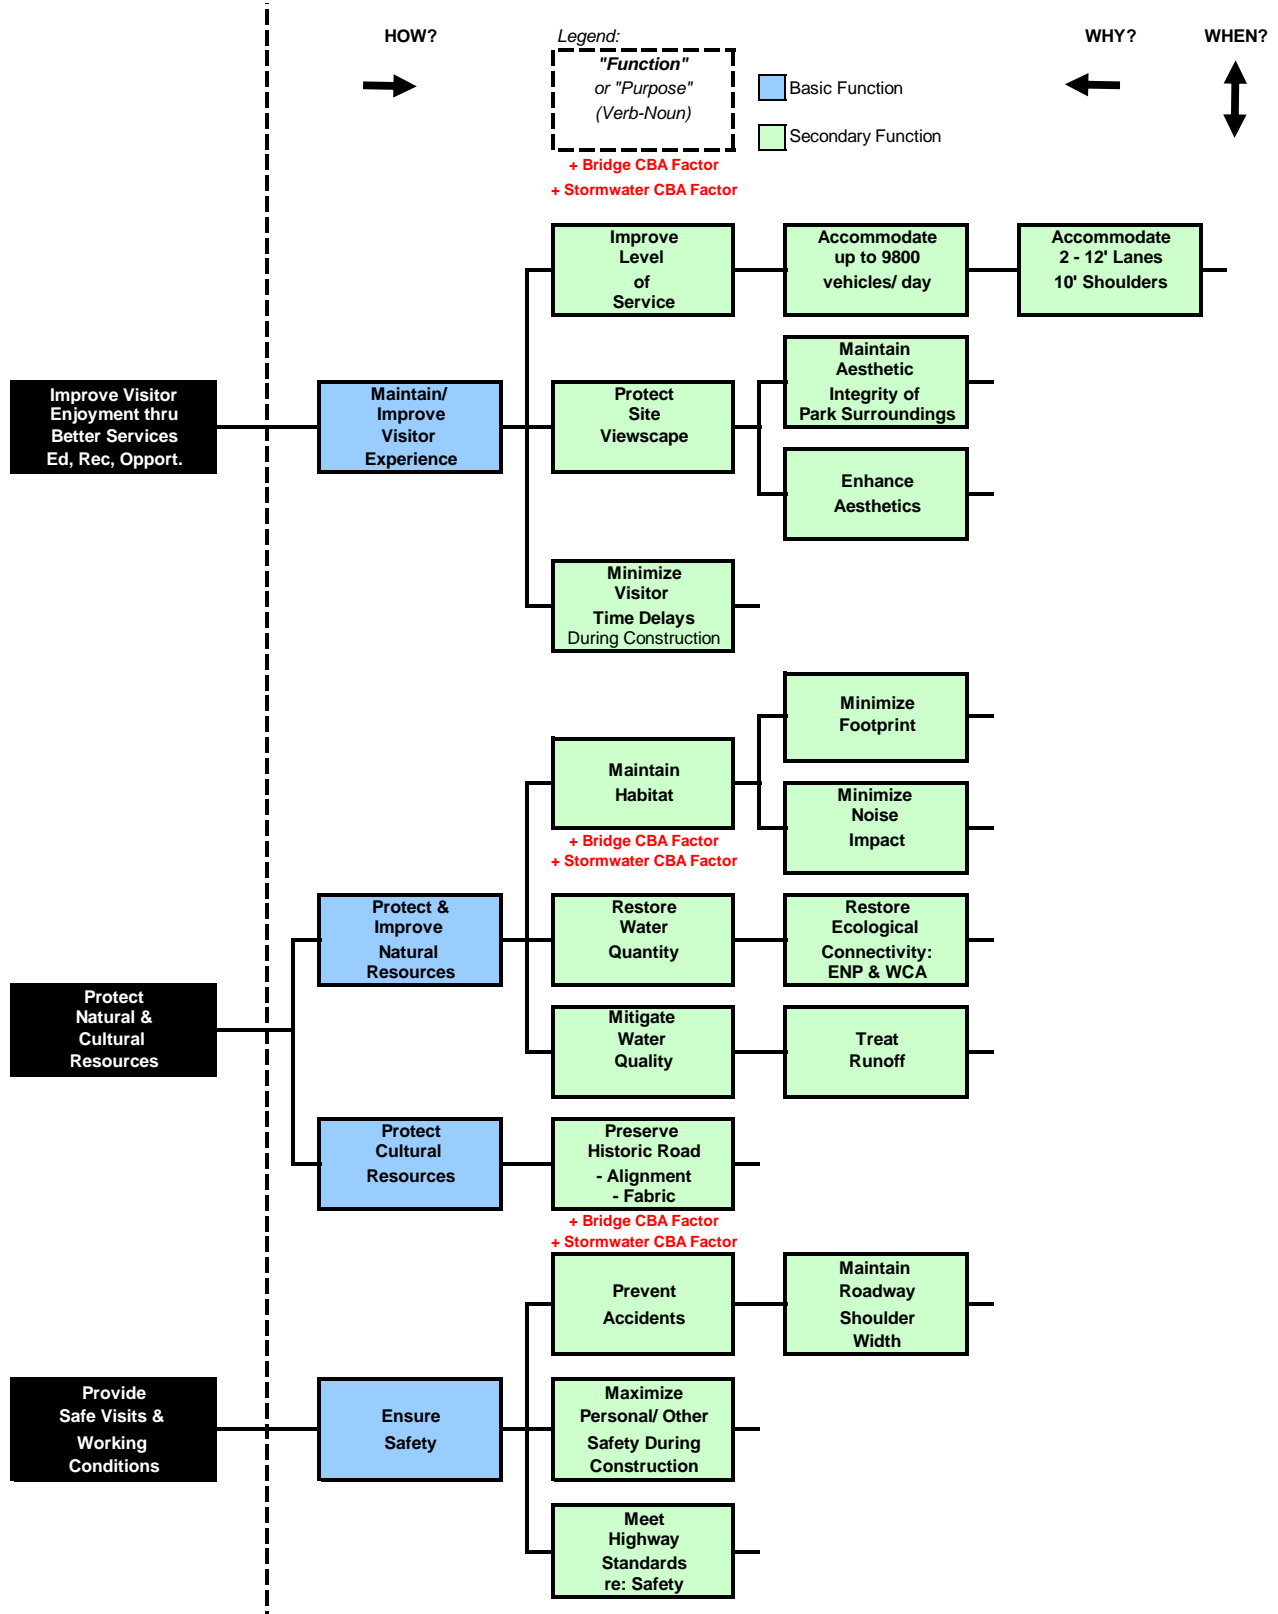 HOW?
Legend:
WHY?
WHEN?
"Function"
or "Purpose"
(Verb-Noun)
Basic Function
Secondary Function
+ Bridge CBA Factor
+ Stormwater CBA Factor
Improve
Level
of
Service
Accommodate
up to 9800
vehicles/ day
Accommodate
2 - 12' Lanes
10' Shoulders
Improve Visitor
Enjoyment thru
Better Services
Ed, Rec, Opport.
Maintain/
Improve
Visitor
Experience
Protect
Site
Viewscape
Maintain
Aesthetic
Integrity of
Park Surroundings
Enhance
Aesthetics
Minimize
Visitor
Time Delays
During Construction
Minimize
Footprint
Maintain
Habitat
+ Bridge CBA Factor
+ Stormwater CBA Factor
Minimize
Noise
Impact
Protect &
Improve
Natural
Resources
Restore
Water
Quantity
Restore
Ecological
Connectivity:
ENP & WCA
Protect
Natural &
Cultural
Resources
Mitigate
Water
Quality
Treat
Runoff
Protect
Cultural
Resources
Preserve
Historic Road
- Alignment
- Fabric
+ Bridge CBA Factor
+ Stormwater CBA Factor
Prevent
Accidents
Maintain
Roadway
Shoulder
Width
Provide
Safe Visits &
Working
Conditions
Ensure
Safety
Maximize
Personal/ Other
Safety During
Construction
Meet
Highway
Standards
re: Safety